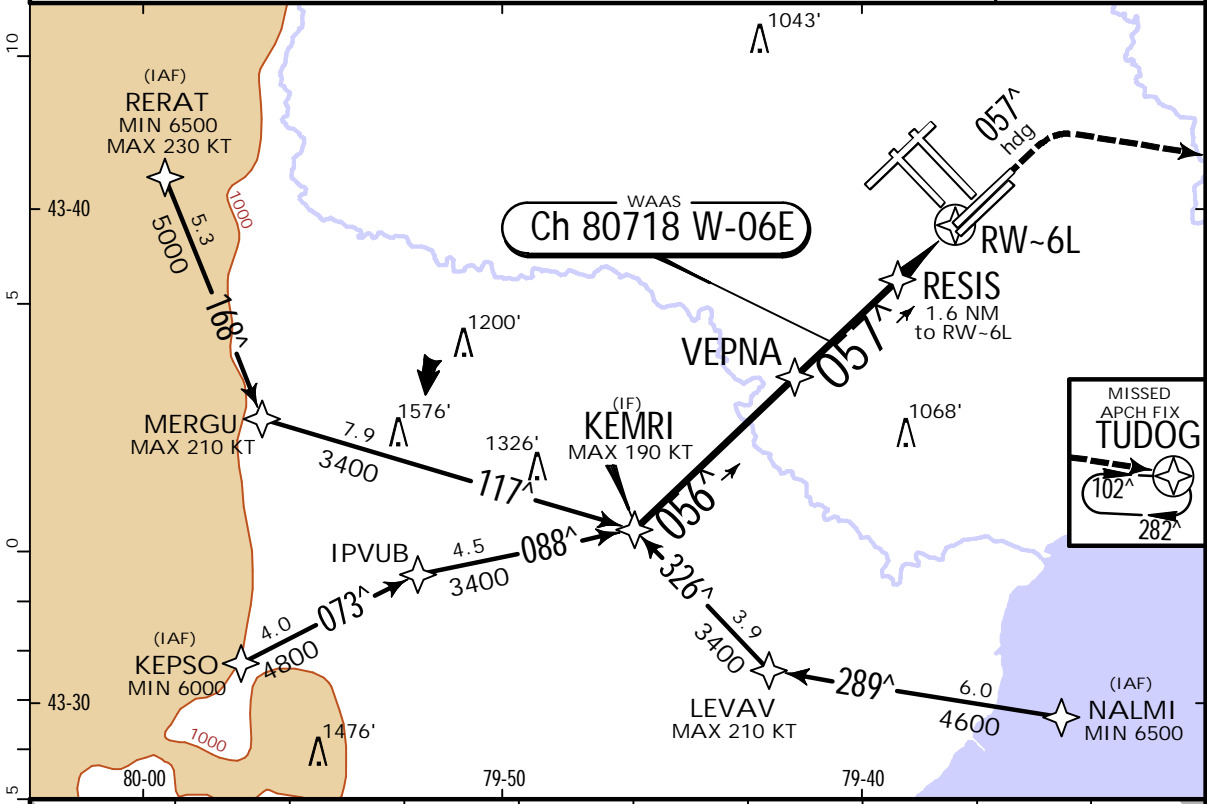 10
1043'
(IAF)
RERAT
MIN 6500
MAX 230 KT
057^
hdg
5.3
5000
1000
43-40
WAAS
Ch 80718 W-06E
RW~6L
RESIS
1.6 NM
to RW~6L
5
168^
1200'
VEPNA
057^
MERGU
MAX 210 KT
1576'
7.9
3400
1326'
117^
(IF)
KEMRI
MAX 190 KT
1068'
MISSED
APCH FIX
TUDOG
102^
282^
056^
0
IPVUB
4.5
3400
088^
326^
3.9
3400
073^
4.0
4800
(IAF)
KEPSO
MIN 6000
43-30
LEVAV
MAX 210 KT
289^
6.0
4600
(IAF)
NALMI
MIN 6500
1000
1476'
5
80-00
79-50
79-40